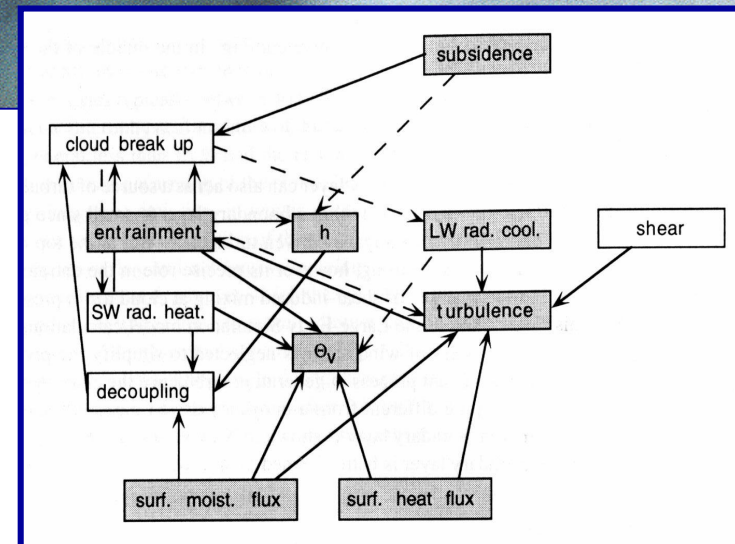 subsidence
cloud break up
entrainment
h
LW rad. cool.
shear
SW rad. heat.
turbulence
Θv
decoupling
surf. moist. flux
surf. heat flux